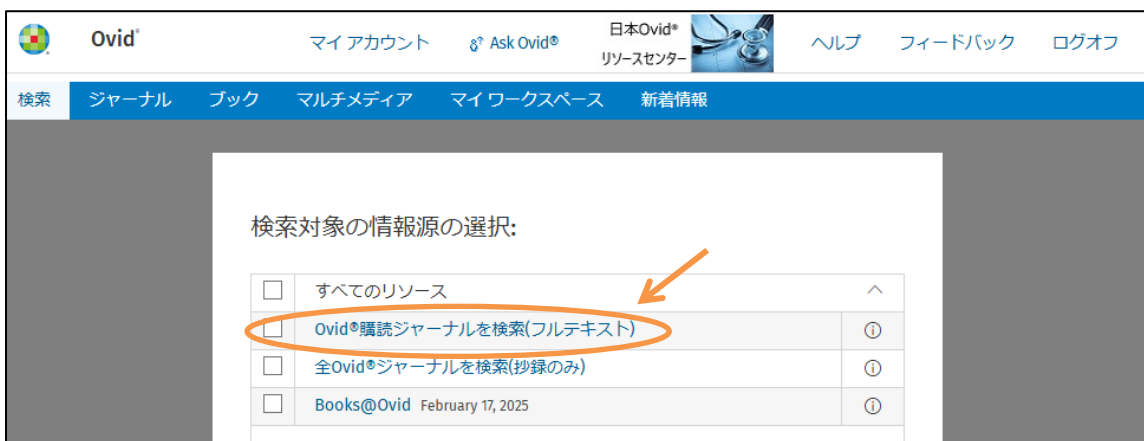 Ovid®
マイ アカウント
Ask Ovid®
日本Ovid®
リソースセンター
ヘルプ
フィードバック
ログオフ
検索
ジャーナル
ブック
マルチメディア
マイ ワークスペース
新着情報
検索対象の情報源の選択:
すべてのリソース
Ovid®購読ジャーナルを検索(フルテキスト)
全Ovid®ジャーナルを検索(抄録のみ)
Books@Ovid February 17, 2025